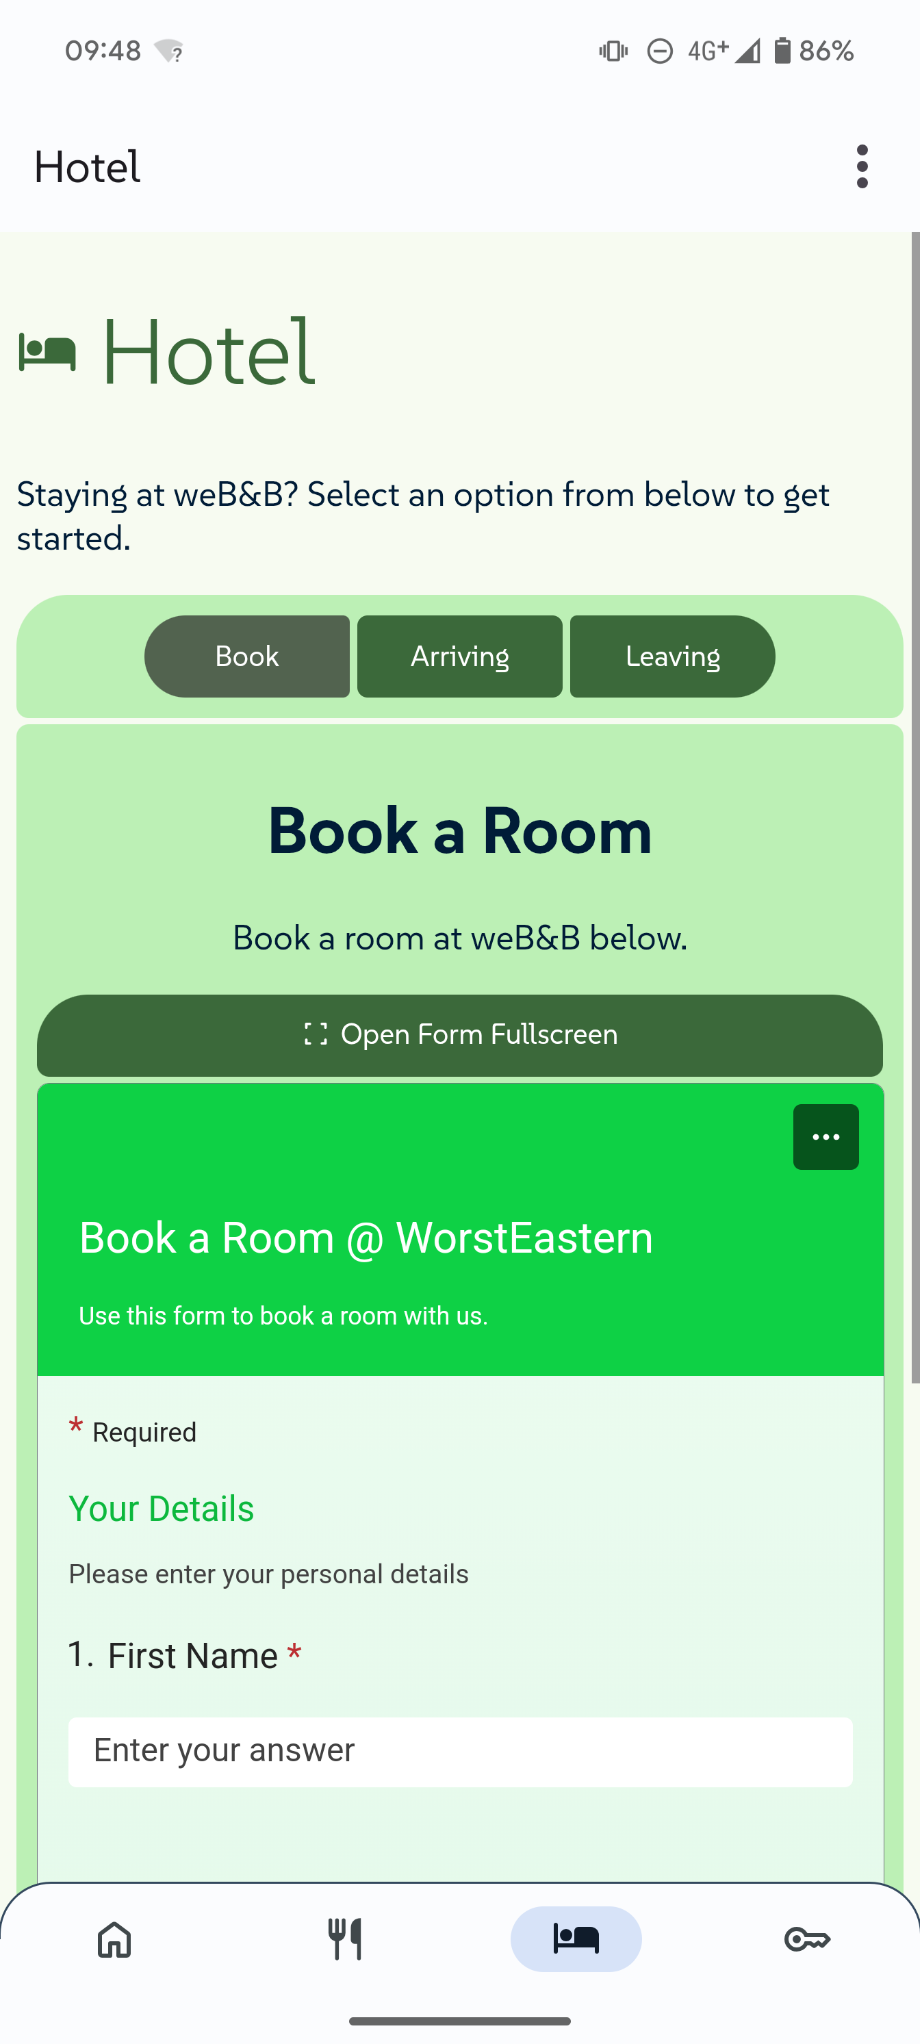 09:48
4G+
86%
Hotel
Hotel
Staying at weB&B? Select an option from below to get
started.
Book
Arriving
Leaving
Book a Room
Book a room at weB&B below.
Open Form Fullscreen
Book a Room @ WorstEastern
Use this form to book a room with us.
* Required
Your Details
Please enter your personal details
1. First Name *
Enter your answer